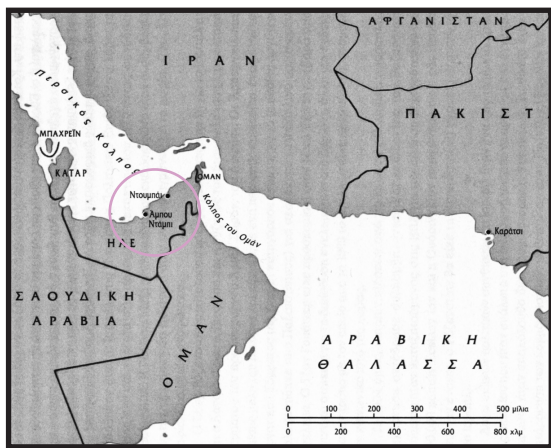 ΑΦΓΑΝΙΣΤΑΝ
ΙΡΑΝ
Περσικός Κόλπος
ΠΑΚΙΣΤ
ΜΠΑΧΡΕΪΝ
ΚΑΤΑΡ
ΟΜΑΝ
Ντουμπάι
Κόλπος του Ομάν
Άμπου
Ντάμπι
Καράτσι
ΗΑΕ
ΣΑΟΥΔΙΚΗ
ΑΡΑΒΙΑ
ΟΜΑΝ
ΑΡΑΒΙΚΗ
ΘΑΛΑΣΣΑ
0 100 200 300 400 500 μίλια
0 200 400 600 800 χλμ